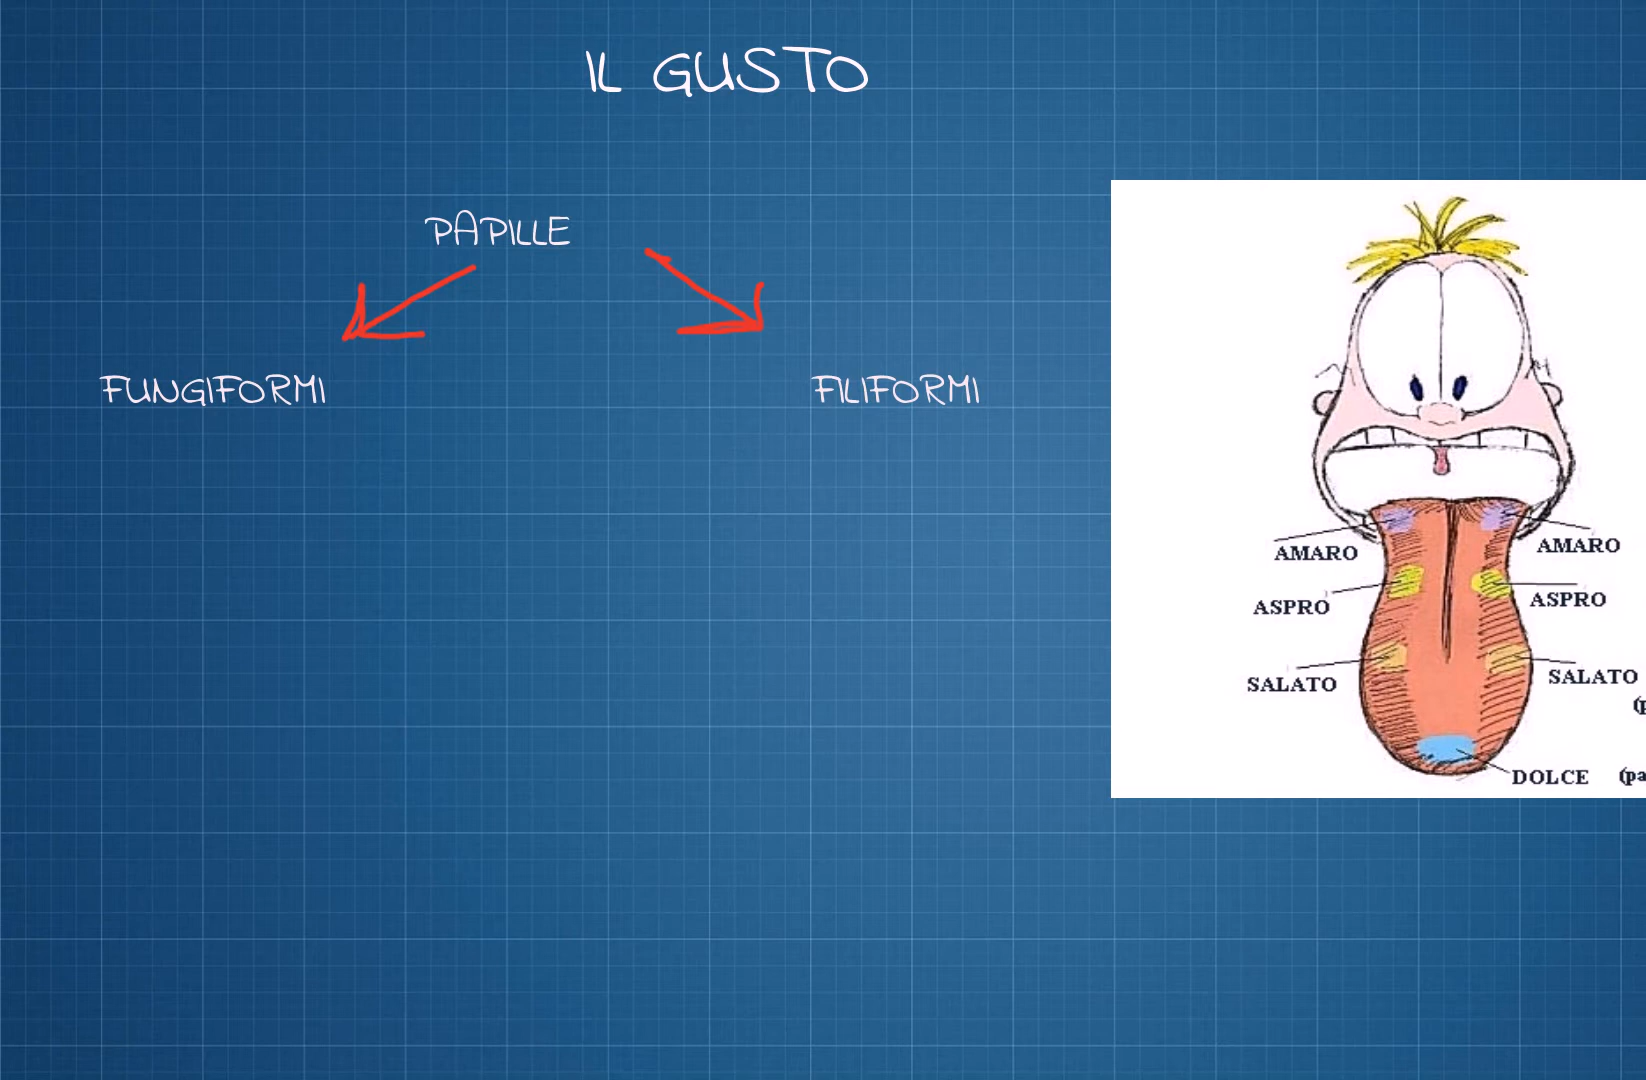 IL GUSTO
PAPILLE
FUNGIFORMI
FILIFORMI
AMARO
AMARO
ASPRO
ASPRO
SALATO
SALATO
DOLCE